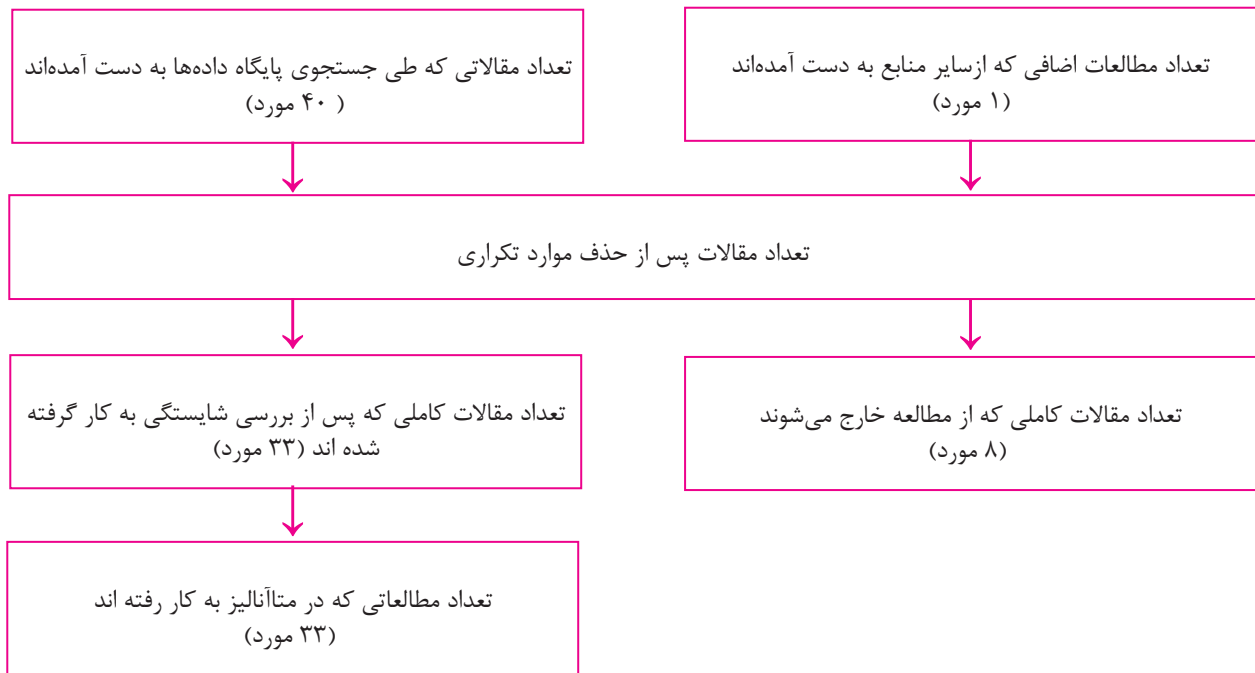 تعداد مطالعات اضافی که ازسایر منابع به دست آمده‌اند
(۱ مورد)
تعداد مقالاتی که طی جستجوی پایگاه داده‌ها به دست آمده‌اند
( ۴۰ مورد)
تعداد مقالات پس از حذف موارد تکراری
تعداد مقالات کاملی که از مطالعه خارج می‌شوند
(۸ مورد)
تعداد مقالات کاملی که پس از بررسی شایستگی به کار گرفته
شده اند (۳۳ مورد)
تعداد مطالعاتی که در متاآنالیز به کار رفته اند
(۳۳ مورد)